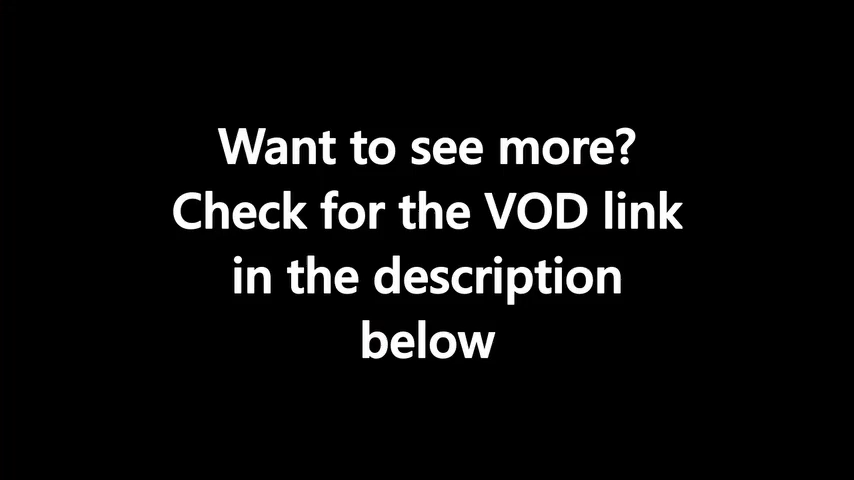 Want to see more?
Check for the VOD link
in the description
below